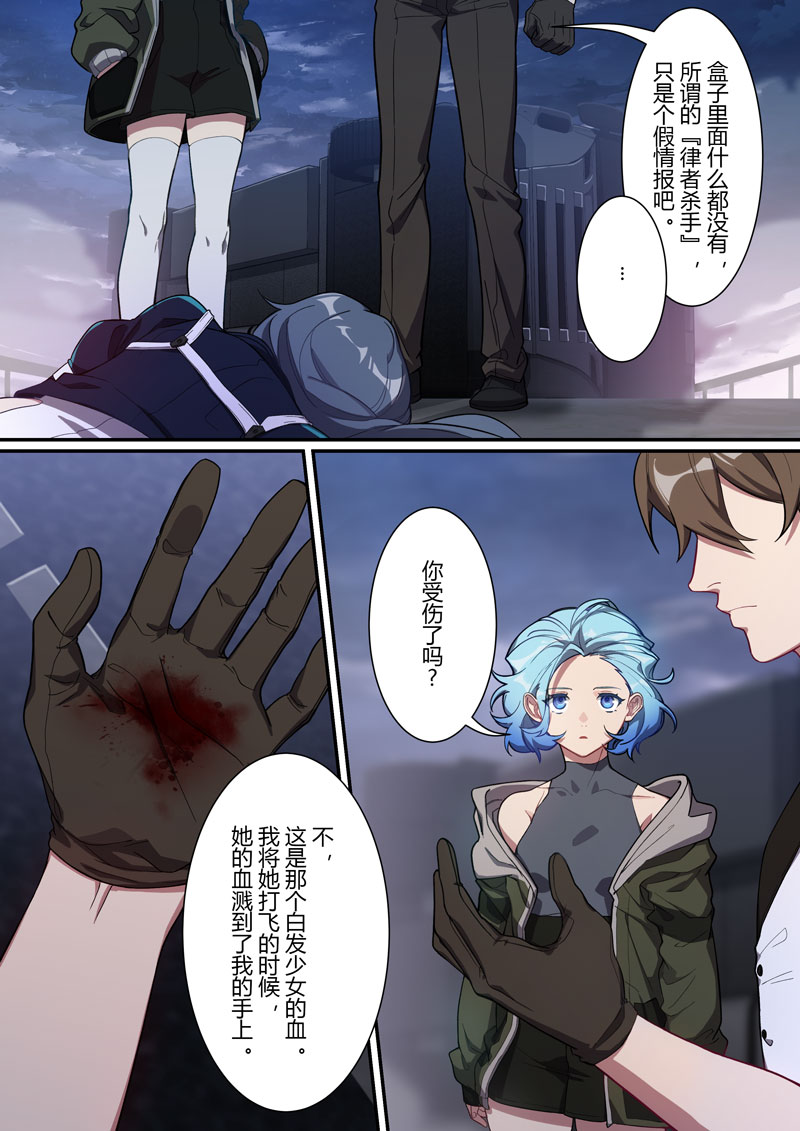 盒子里面什么都没有，
所谓的『律者杀手』，
只是个假情报吧。
…
你受伤了吗？
不，
这是那个白发少女的血。
我将她打飞的时候，
她的血溅到了我的手上。